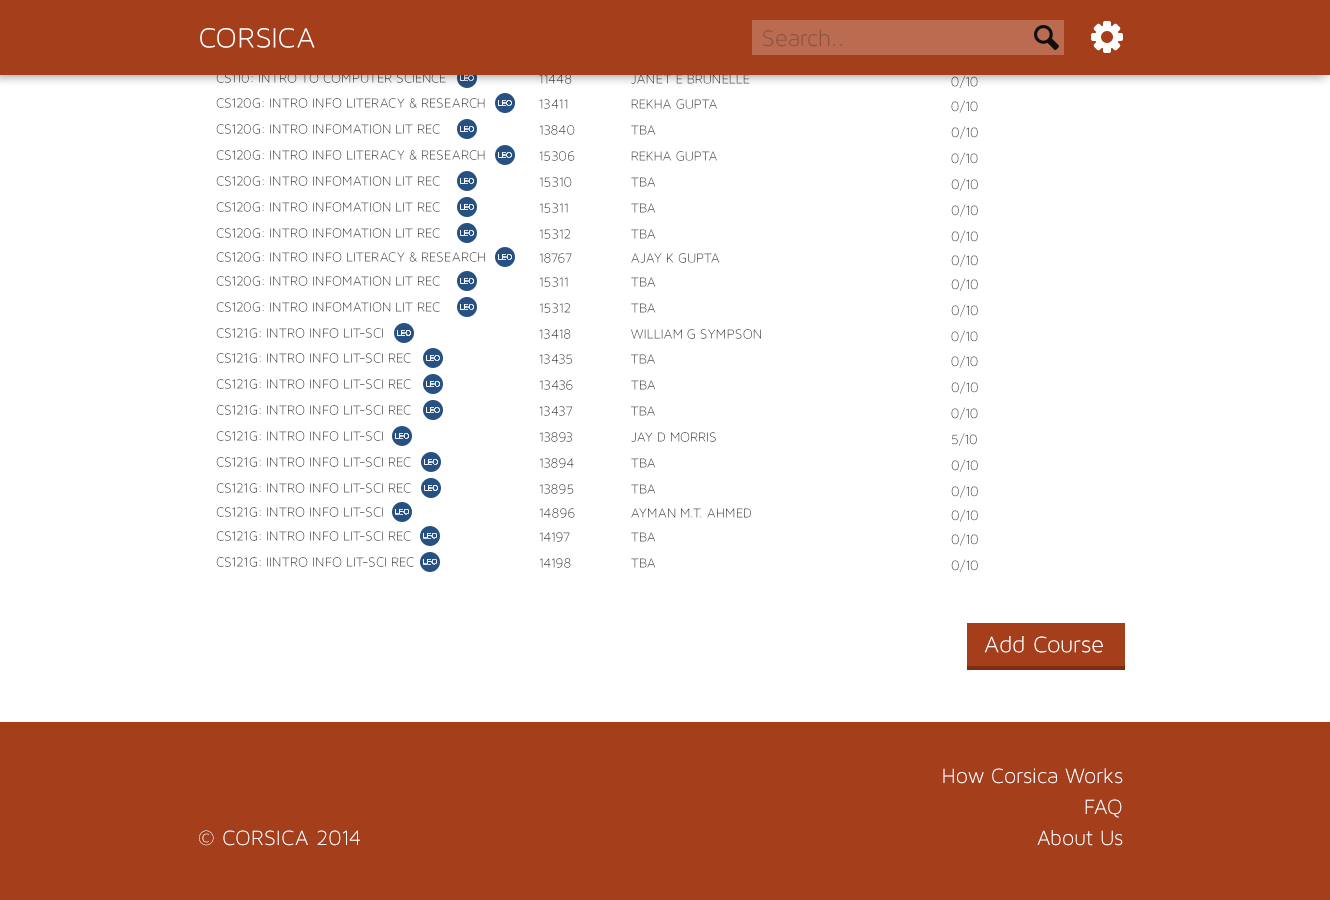 CORSICA Search..
CS110: INTRO TO COMPUTER SCIENCE LEO 11448 JANET E BRUNELLE 0/10
CS120G: INTRO INFO LITERACY & RESEARCH LEO 13411 REKHA GUPTA 0/10
CS120G: INTRO INFOMATION LIT REC LEO 13840 TBA 0/10
CS120G: INTRO INFO LITERACY & RESEARCH LEO 15306 REKHA GUPTA 0/10
CS120G: INTRO INFOMATION LIT REC LEO 15310 TBA 0/10
CS120G: INTRO INFOMATION LIT REC LEO 15311 TBA 0/10
CS120G: INTRO INFOMATION LIT REC LEO 15312 TBA 0/10
CS120G: INTRO INFO LITERACY & RESEARCH LEO 18767 AJAY K GUPTA 0/10
CS120G: INTRO INFOMATION LIT REC LEO 15311 TBA 0/10
CS120G: INTRO INFOMATION LIT REC LEO 15312 TBA 0/10
CS121G: INTRO INFO LIT-SCI LEO 13418 WILLIAM G SYMPSON 0/10
CS121G: INTRO INFO LIT-SCI REC LEO 13435 TBA 0/10
CS121G: INTRO INFO LIT-SCI REC LEO 13436 TBA 0/10
CS121G: INTRO INFO LIT-SCI REC LEO 13437 TBA 0/10
CS121G: INTRO INFO LIT-SCI LEO 13893 JAY D MORRIS 5/10
CS121G: INTRO INFO LIT-SCI REC LEO 13894 TBA 0/10
CS121G: INTRO INFO LIT-SCI REC LEO 13895 TBA 0/10
CS121G: INTRO INFO LIT-SCI LEO 14896 AYMAN M.T. AHMED 0/10
CS121G: INTRO INFO LIT-SCI REC LEO 14197 TBA 0/10
CS121G: IINTRO INFO LIT-SCI REC LEO 14198 TBA 0/10
Add Course
How Corsica Works
FAQ
© CORSICA 2014 About Us